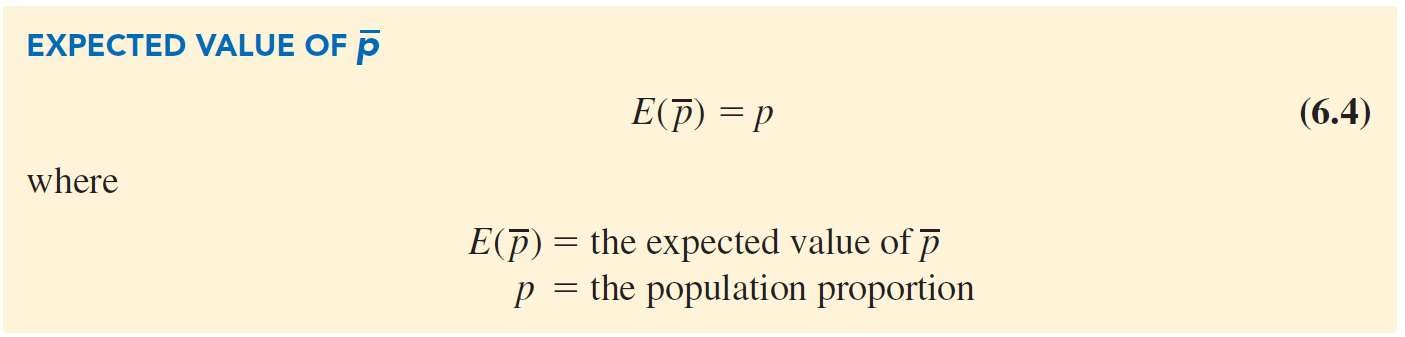 EXPECTED VALUE OF p̅
E(p̅) = p (6.4)
where
E(p̅) = the expected value of p̅
p = the population proportion